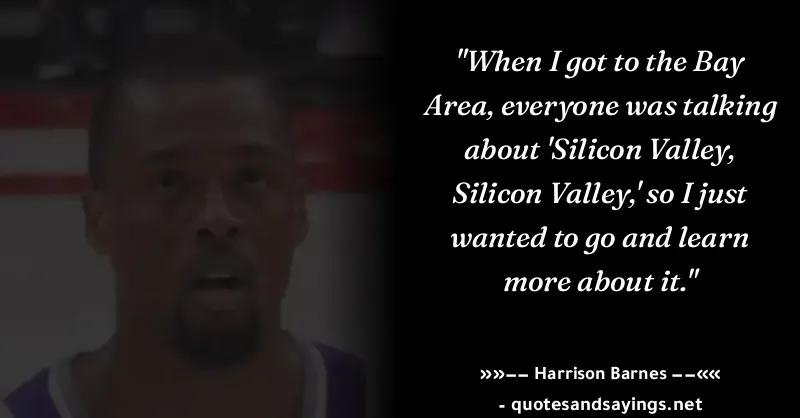 "When I got to the Bay
Area, everyone was talking
about 'Silicon Valley,
Silicon Valley,' so I just
wanted to go and learn
more about it."
»»–– Harrison Barnes ––««
- quotesandsayings.net